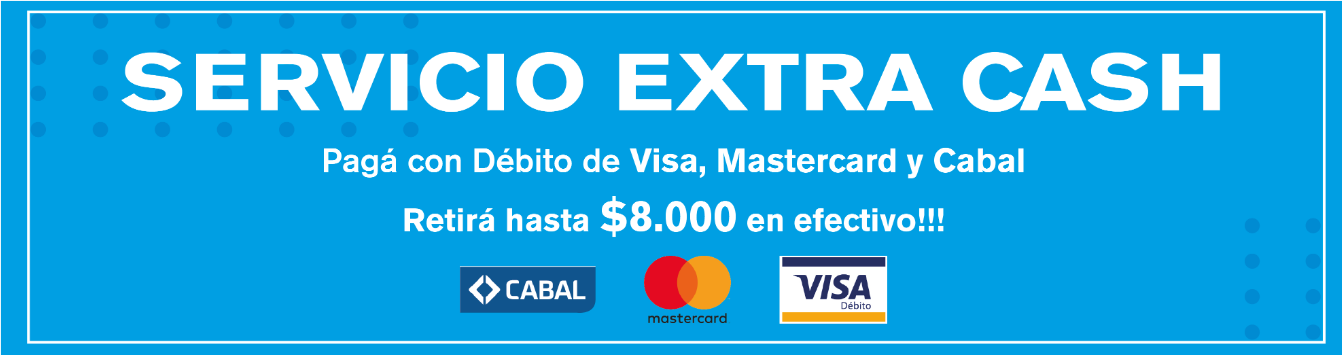 SERVICIO EXTRA CASH
Pagá con Débito de Visa, Mastercard y Cabal
Retirá hasta $8.000 en efectivo!!!
CABAL
mastercard
VISA
Débito